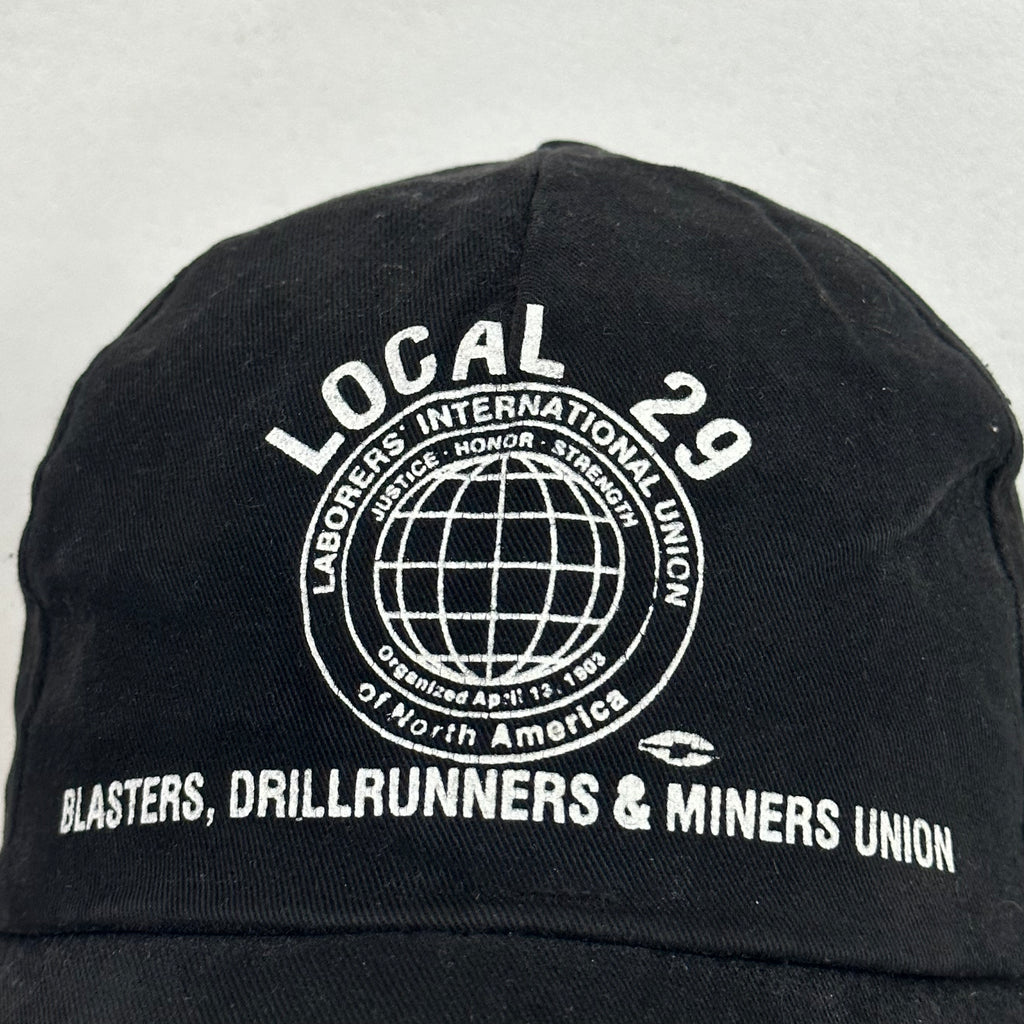 LOCAL 29
LABORERS' INTERNATIONAL UNION
JUSTICE · HONOR · STRENGTH
Organized April 13, 1903
of North America
BLASTERS, DRILLRUNNERS & MINERS UNION